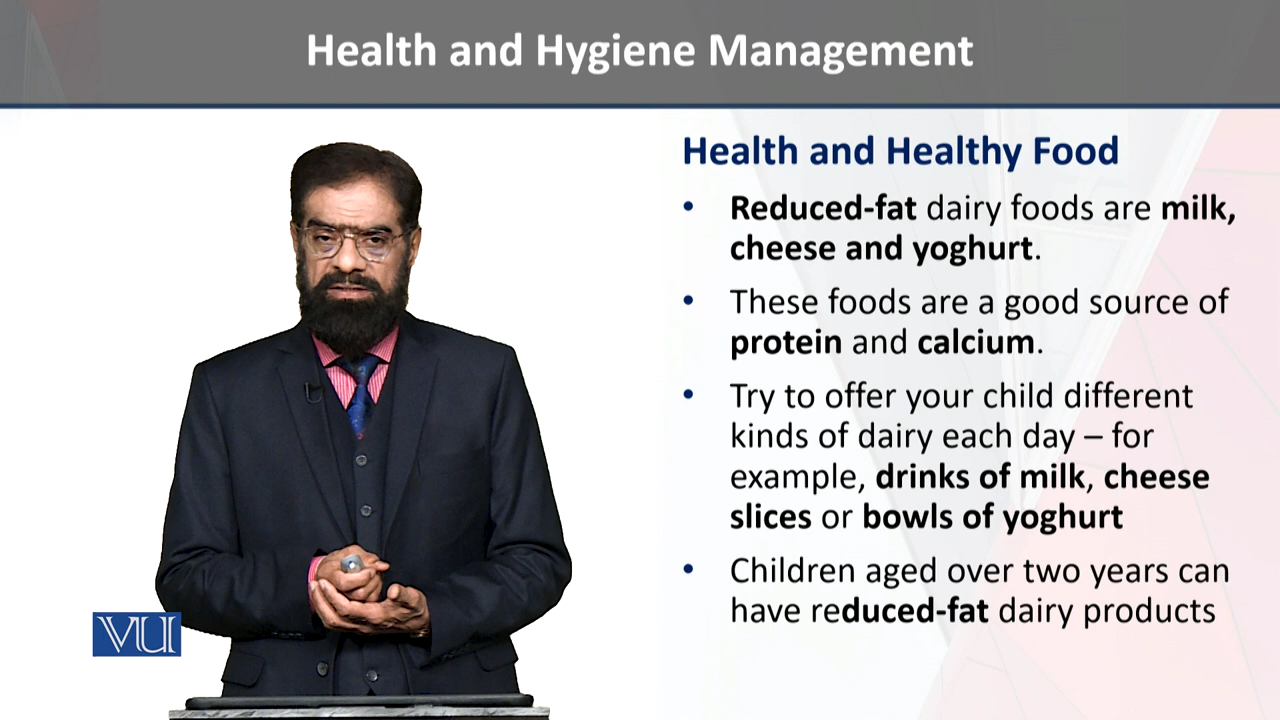 Health and Hygiene Management
Health and Healthy Food
• Reduced-fat dairy foods are milk,
cheese and yoghurt.
• These foods are a good source of
protein and calcium.
• Try to offer your child different
kinds of dairy each day – for
example, drinks of milk, cheese
slices or bowls of yoghurt
• Children aged over two years can
have reduced-fat dairy products
VU